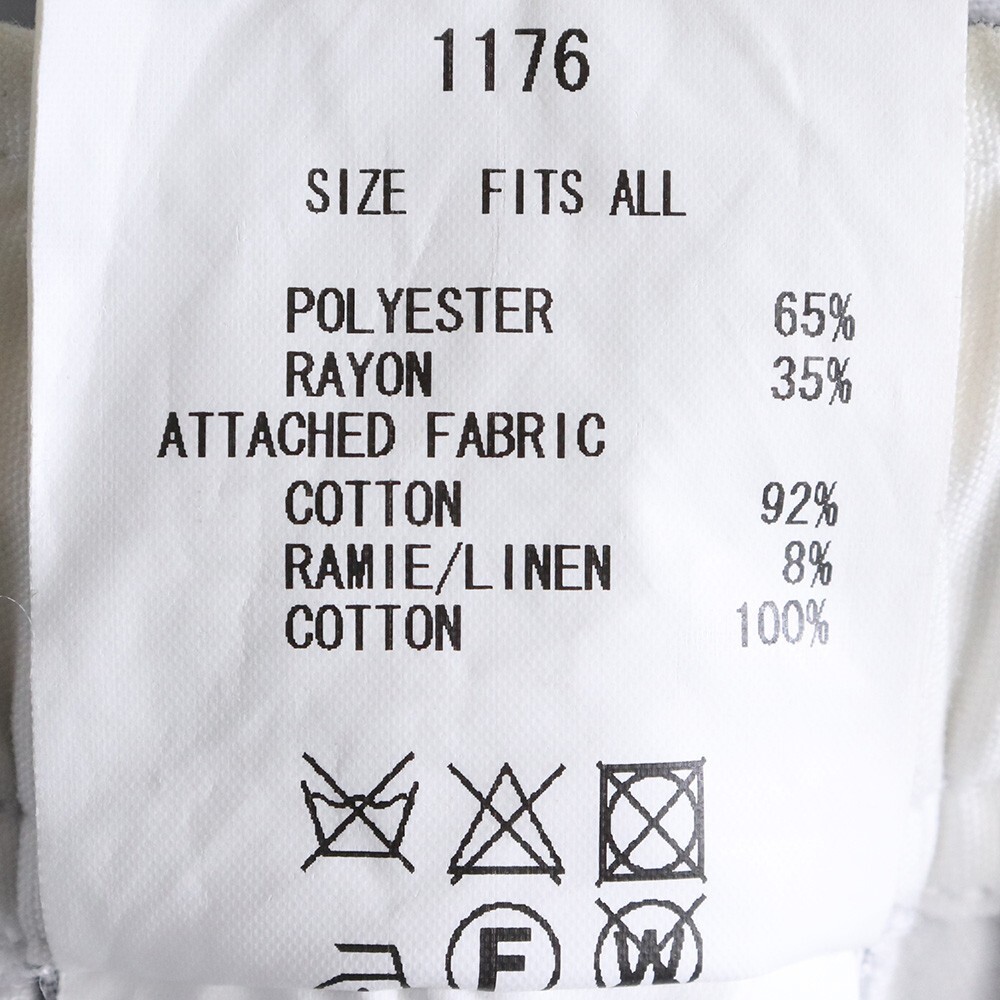 1176
SIZE FITS ALL
POLYESTER 65%
RAYON 35%
ATTACHED FABRIC
COTTON 92%
RAMIE/LINEN 8%
COTTON 100%
F W